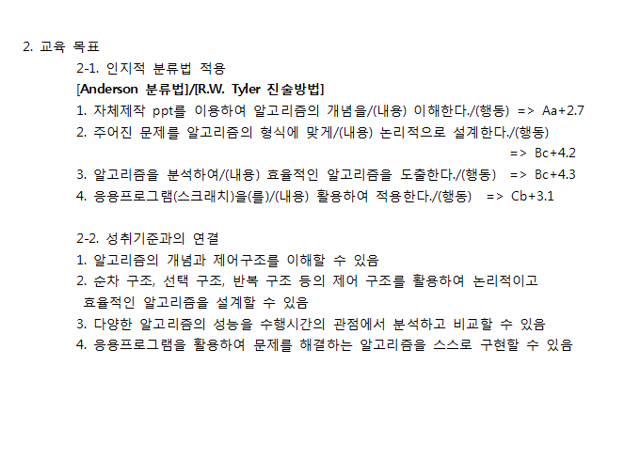 2. 교육 목표
2-1. 인지적 분류법 적용
[Anderson 분류법]/[R.W. Tyler 진술방법]
1. 자체제작 ppt를 이용하여 알고리즘의 개념을/(내용) 이해한다./(행동) => Aa+2.7
2. 주어진 문제를 알고리즘의 형식에 맞게/(내용) 논리적으로 설계한다./(행동)
=> Bc+4.2
3. 알고리즘을 분석하여/(내용) 효율적인 알고리즘을 도출한다./(행동) => Bc+4.3
4. 응용프로그램(스크래치)을(를)/(내용) 활용하여 적용한다./(행동) => Cb+3.1
2-2. 성취기준과의 연결
1. 알고리즘의 개념과 제어구조를 이해할 수 있음
2. 순차 구조, 선택 구조, 반복 구조 등의 제어 구조를 활용하여 논리적이고
효율적인 알고리즘을 설계할 수 있음
3. 다양한 알고리즘의 성능을 수행시간의 관점에서 분석하고 비교할 수 있음
4. 응용프로그램을 활용하여 문제를 해결하는 알고리즘을 스스로 구현할 수 있음